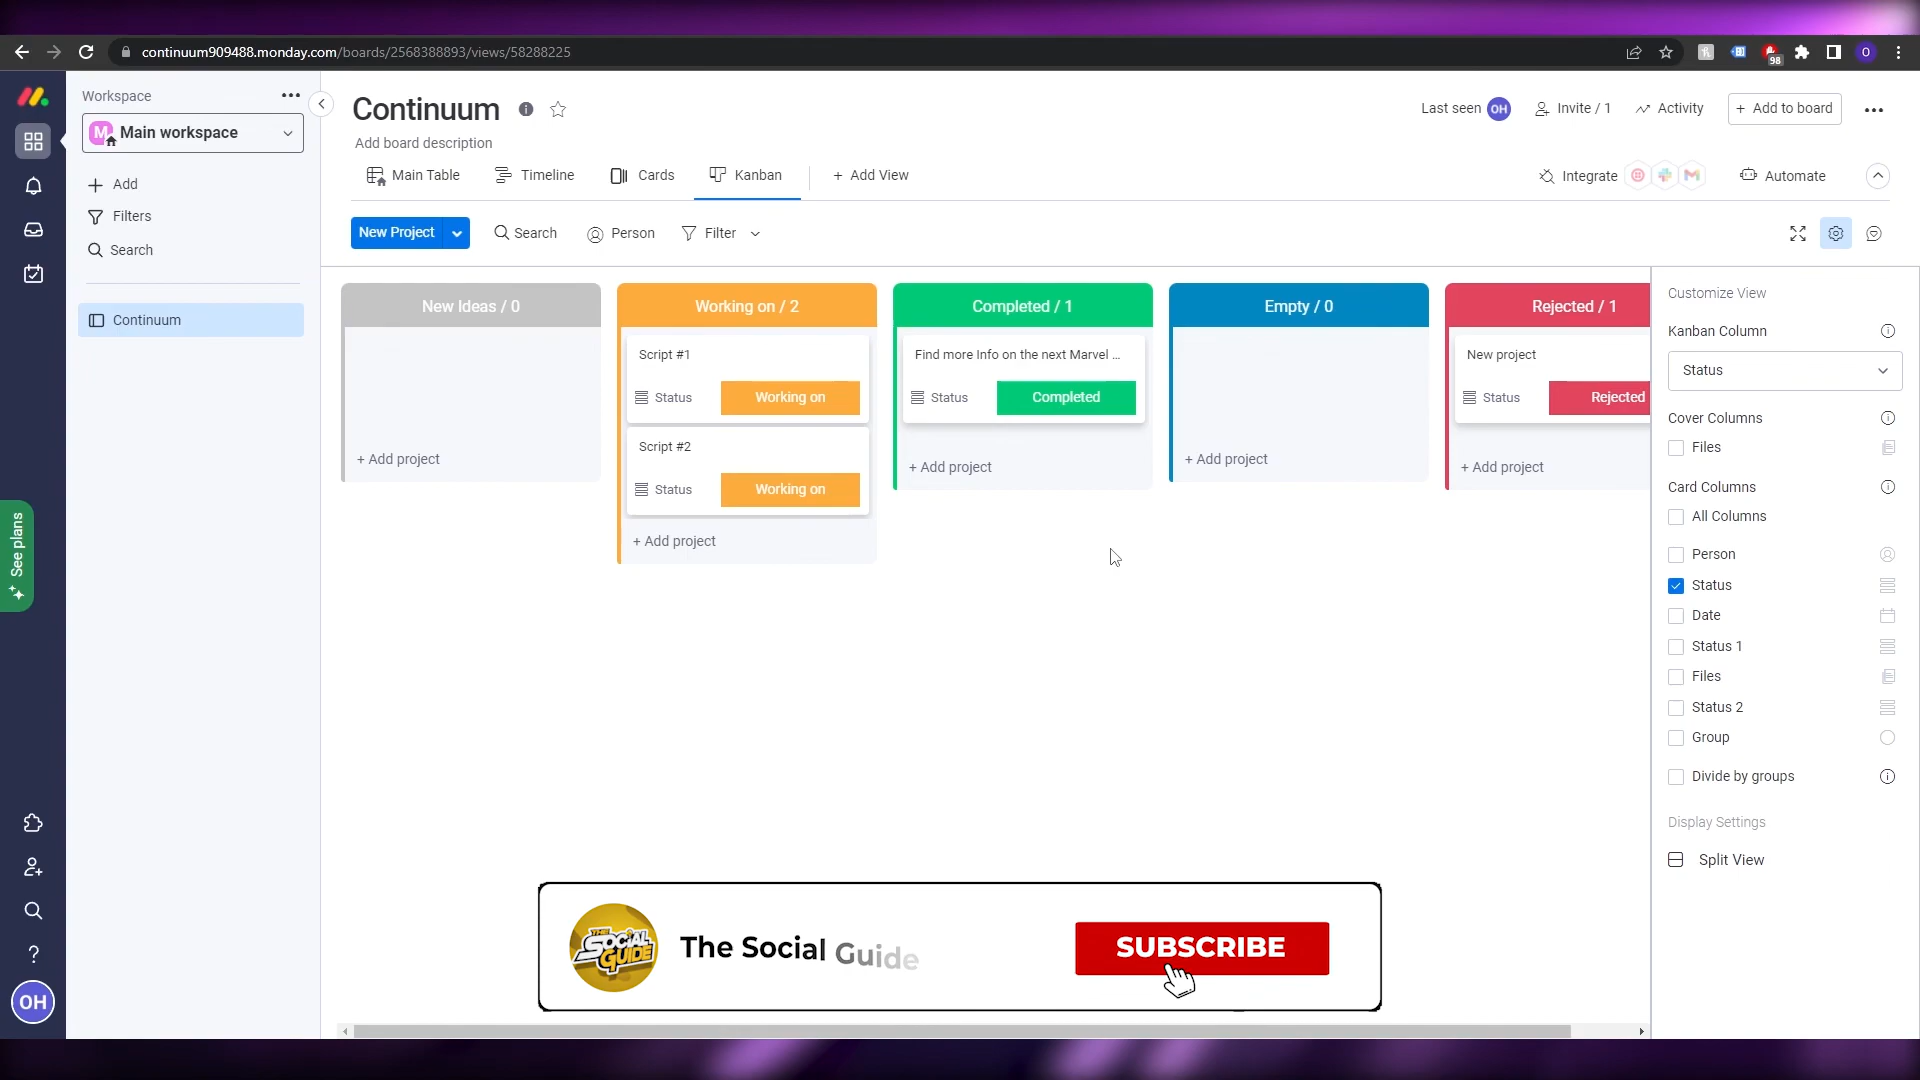 continuum909488.monday.com/boards/2568388893/views/58288225
98
O
Workspace
M
Main workspace
Add
Filters
Search
Continuum
See plans
?
OH
Continuum
Add board description
Last seen OH
Invite / 1
Activity
+ Add to board
Main Table
Timeline
Cards
Kanban
+ Add View
Integrate
Automate
New Project
Search
Person
Filter
New Ideas / 0
+ Add project
Working on / 2
Script #1
Status
Working on
Script #2
Status
Working on
+ Add project
Completed / 1
Find more Info on the next Marvel ...
Status
Completed
+ Add project
Empty / 0
+ Add project
Rejected / 1
New project
Status
Rejected
+ Add project
Customize View
Kanban Column
Status
Cover Columns
Files
Card Columns
All Columns
Person
Status
Date
Status 1
Files
Status 2
Group
Divide by groups
Display Settings
Split View
THE SOCIAL GUIDE
The Social Guide
SUBSCRIBE